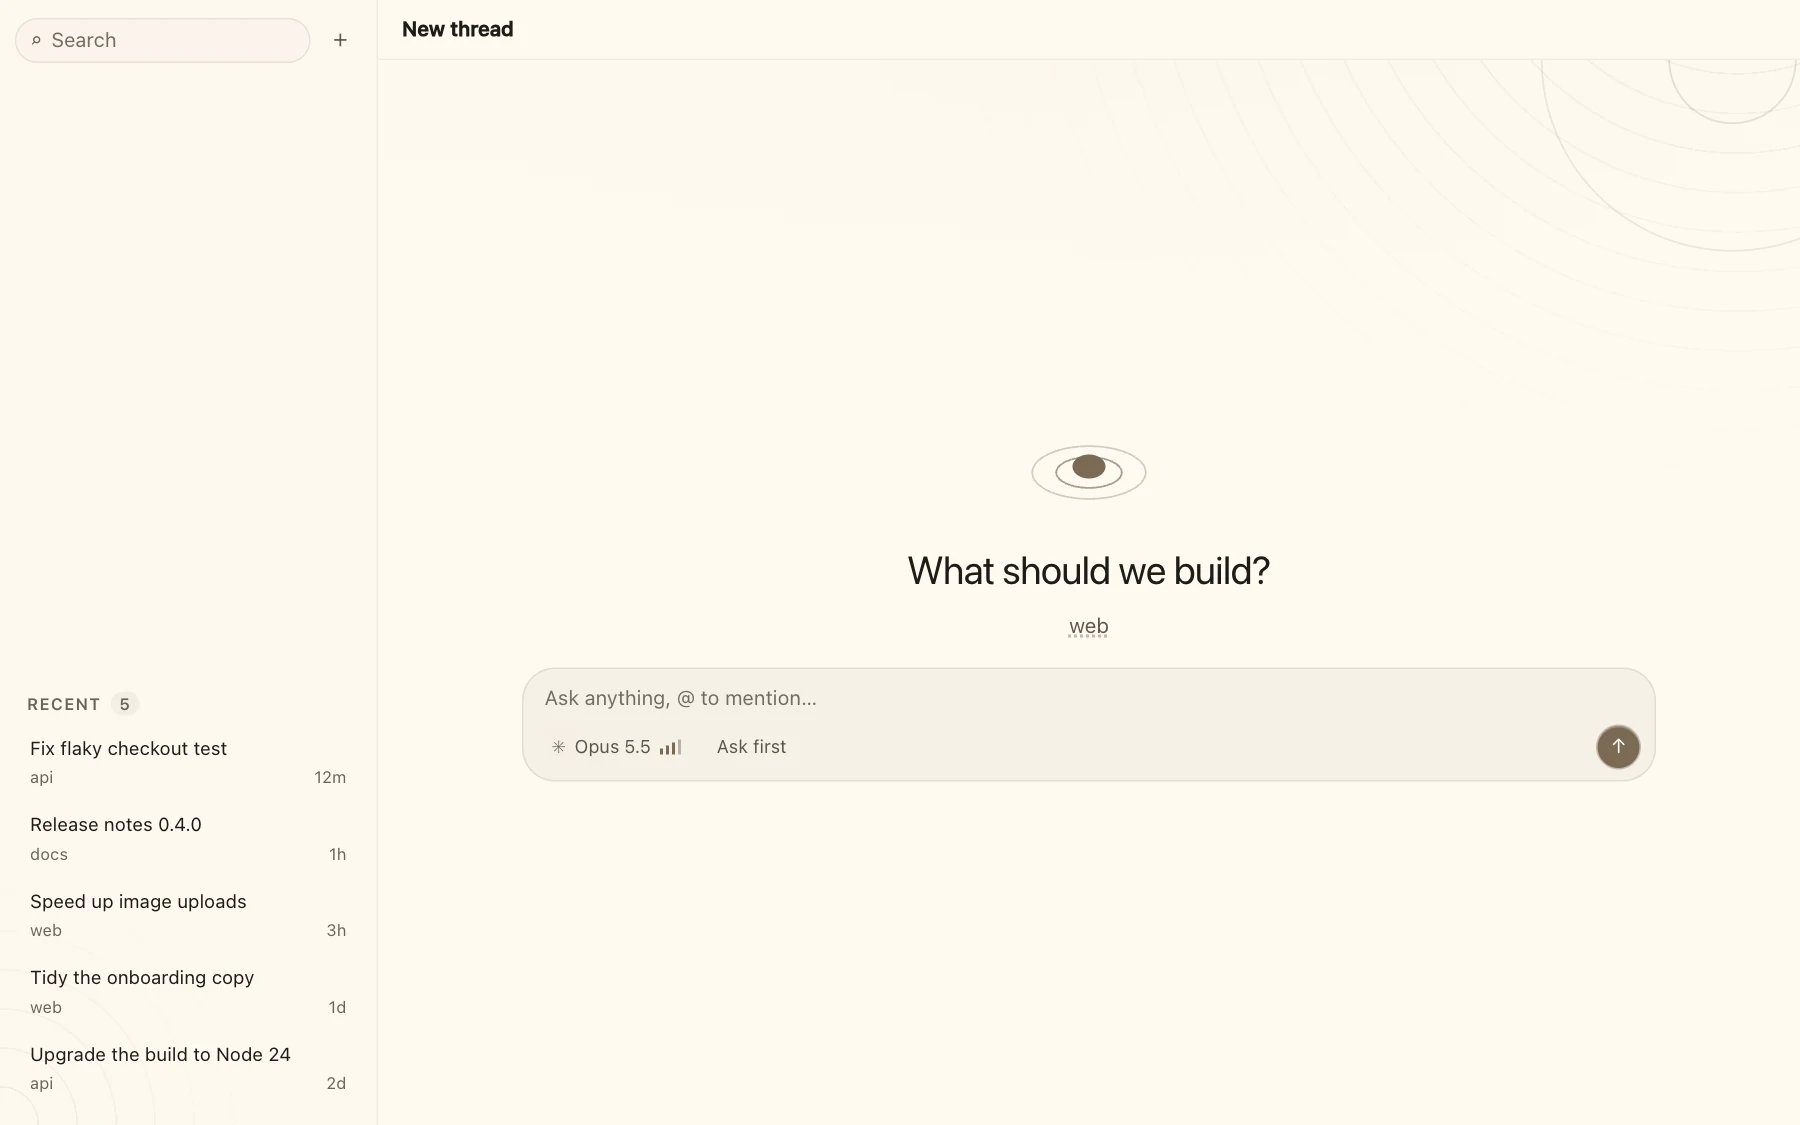 Search
New thread
What should we build?
web
Ask anything, @ to mention...
Opus 5.5
Ask first
RECENT 5
Fix flaky checkout test
api 12m
Release notes 0.4.0
docs 1h
Speed up image uploads
web 3h
Tidy the onboarding copy
web 1d
Upgrade the build to Node 24
api 2d